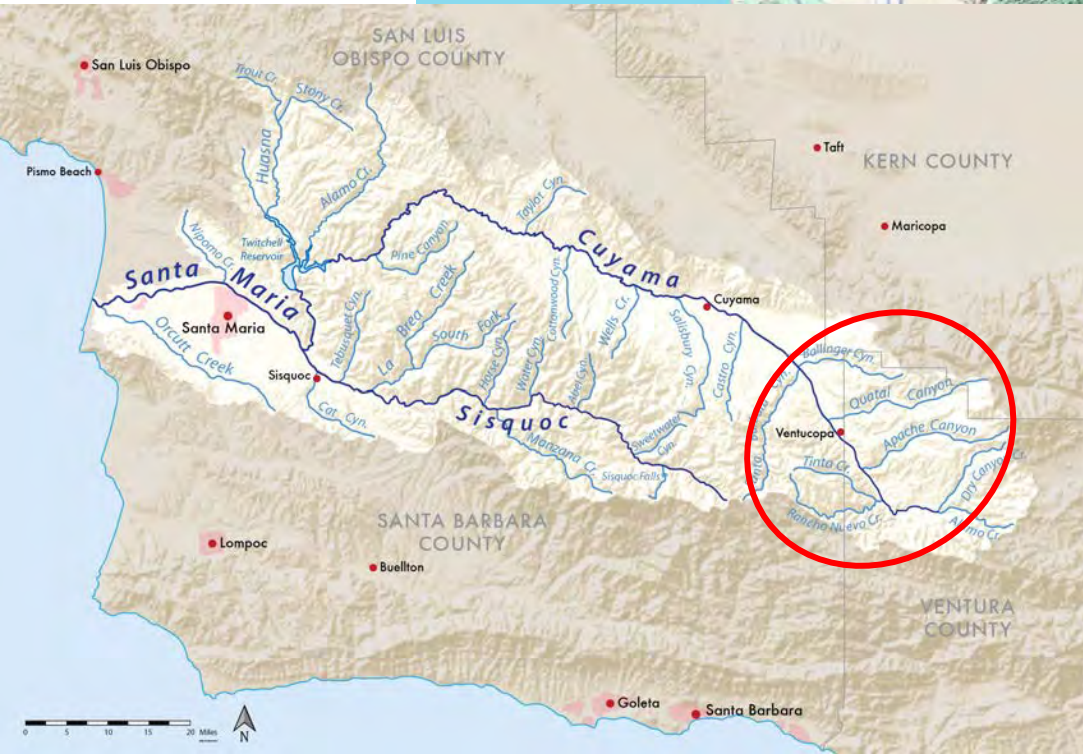 SAN LUIS
OBISPO COUNTY
San Luis Obispo
Trout Cr.
Stony Cr.
Taft
KERN COUNTY
Huasna
Pismo Beach
Alamo Cr.
Taylor Cyn.
Maricopa
Nipomo Cr.
Twitchell
Reservoir
Pine Canyon
Cuyama
Santa
Maria
Cuyama
Santa Maria
Tebusquet Cyn.
La Brea Creek
South Fork
Cottonwood Cyn.
Wells Cr.
Salisbury Cyn.
Castro Cyn.
Ballinger Cyn.
Orcutt Creek
Sisquoc
Horse Cyn.
Water Cyn.
Abel Cyn.
Cyn.
Quatal Canyon
Cat Cyn.
Sisquoc
Sweetwater
Cyn.
Ventucopa
Apache Canyon
Manzana Cr.
Sisquoc Falls
Tinta Cr.
Dry Canyon Cr.
Rancho Nuevo Cr.
Alamo Cr.
SANTA BARBARA
COUNTY
Lompoc
Buellton
VENTURA
COUNTY
Goleta
Santa Barbara
0 5 10 15 20 Miles
N